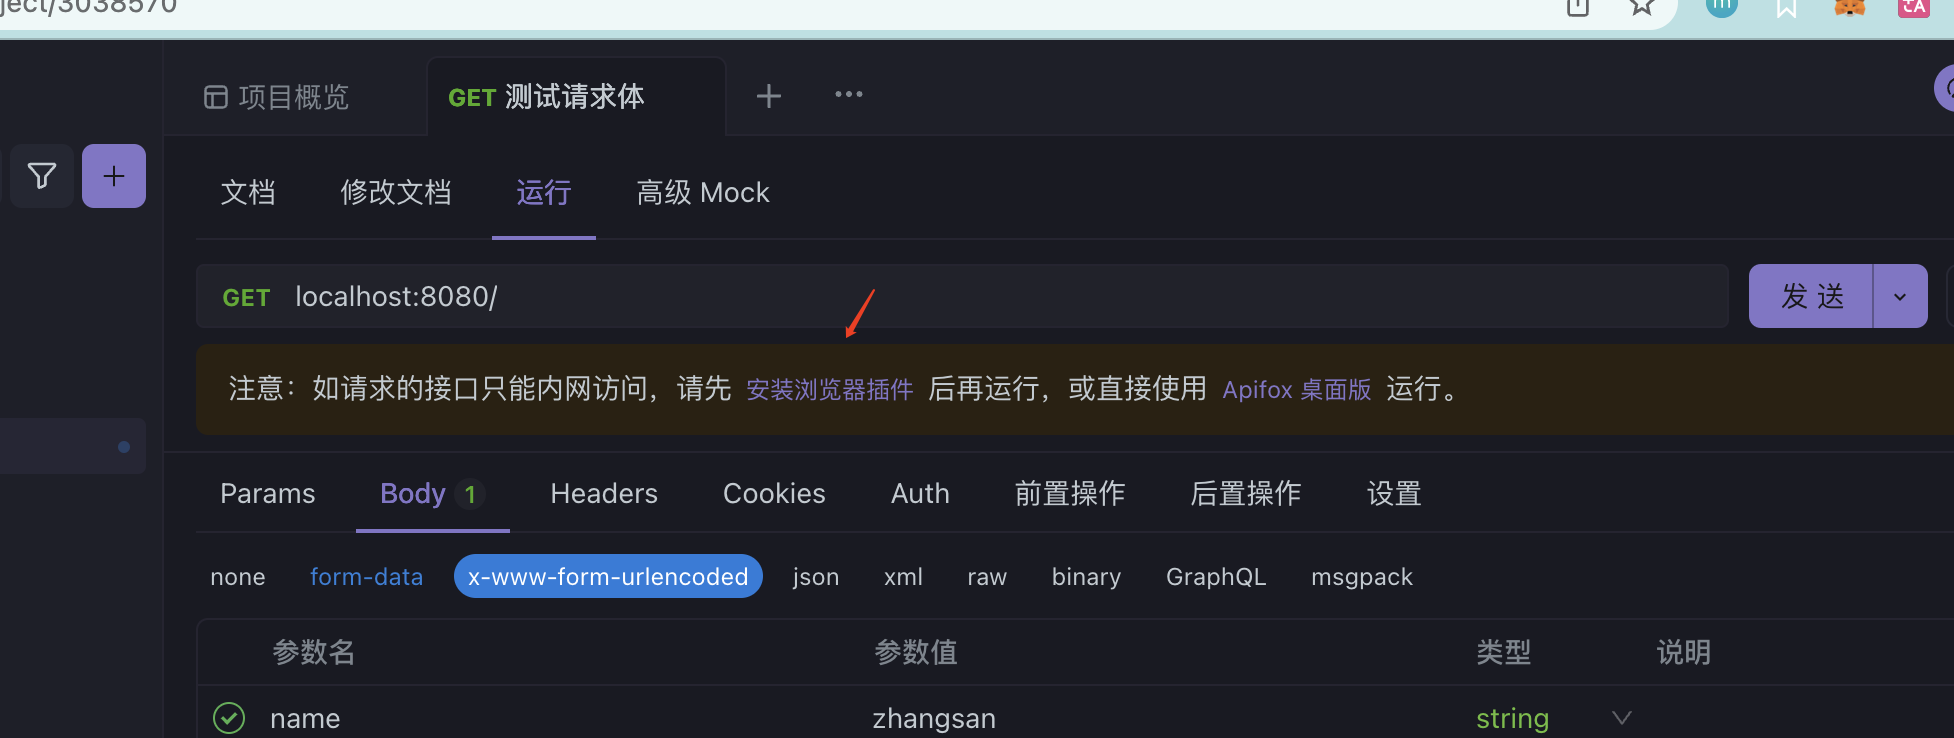 ject/3038570
项目概览
GET 测试请求体
文档 修改文档 运行 高级 Mock
GET localhost:8080/
发 送
注意：如请求的接口只能内网访问，请先 安装浏览器插件 后再运行，或直接使用 Apifox 桌面版 运行。
Params Body 1 Headers Cookies Auth 前置操作 后置操作 设置
none form-data x-www-form-urlencoded json xml raw binary GraphQL msgpack
参数名 参数值 类型 说明
name zhangsan string